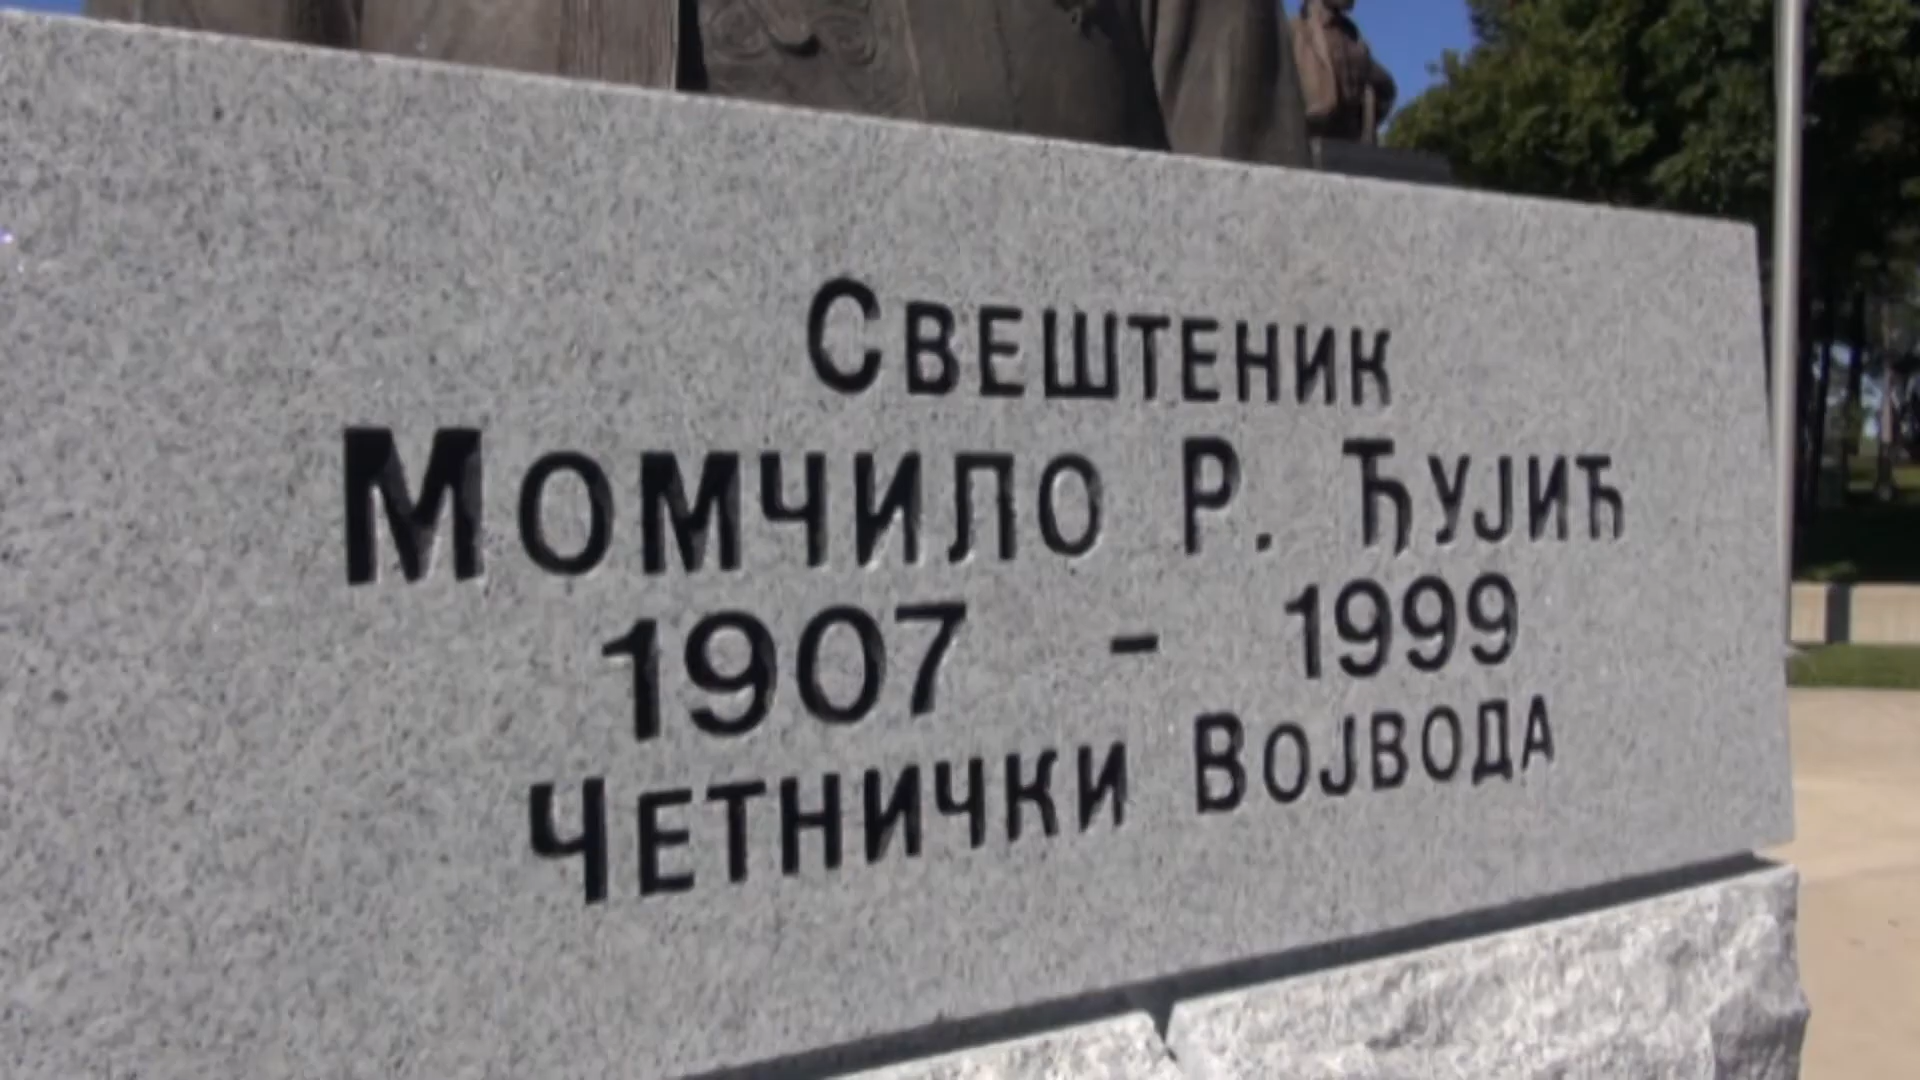 Свештеник
Момчило Р. Ђујић
1907 - 1999
Четнички Војвода